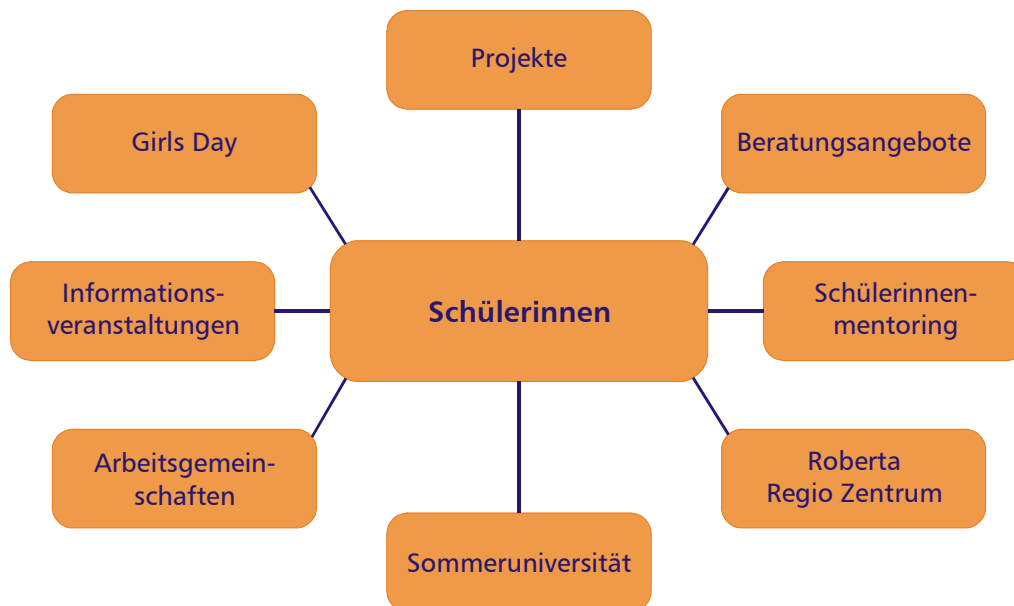 Projekte
Girls Day
Beratungsangebote
Informations-
veranstaltungen
Schülerinnen
Schülerinnen-
mentoring
Arbeitsgemein-
schaften
Roberta
Regio Zentrum
Sommeruniversität